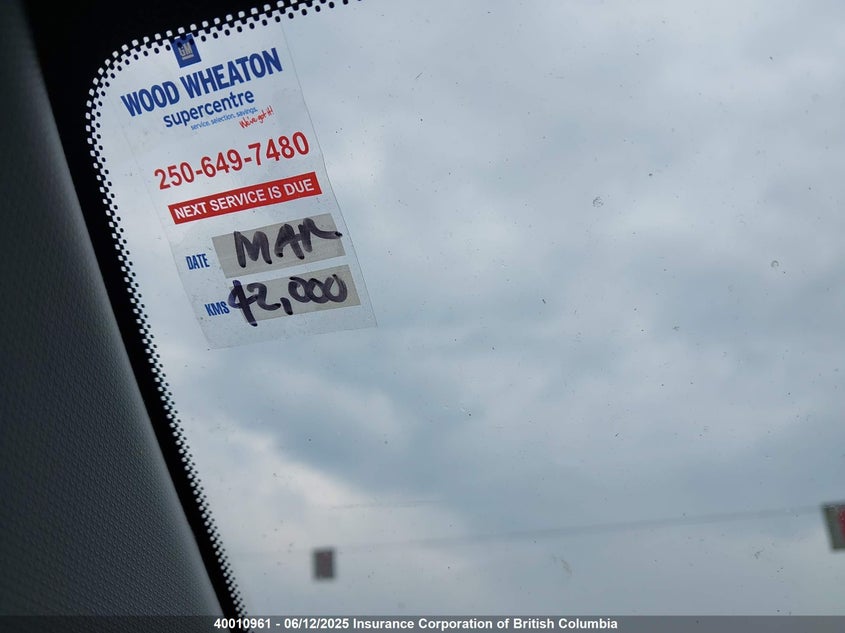 GM
WOOD WHEATON
supercentre
service, selection, savings.
We've got it!
250-649-7480
NEXT SERVICE IS DUE
DATE MAR
KMS 42,000
40010961 - 06/12/2025 Insurance Corporation of British Columbia